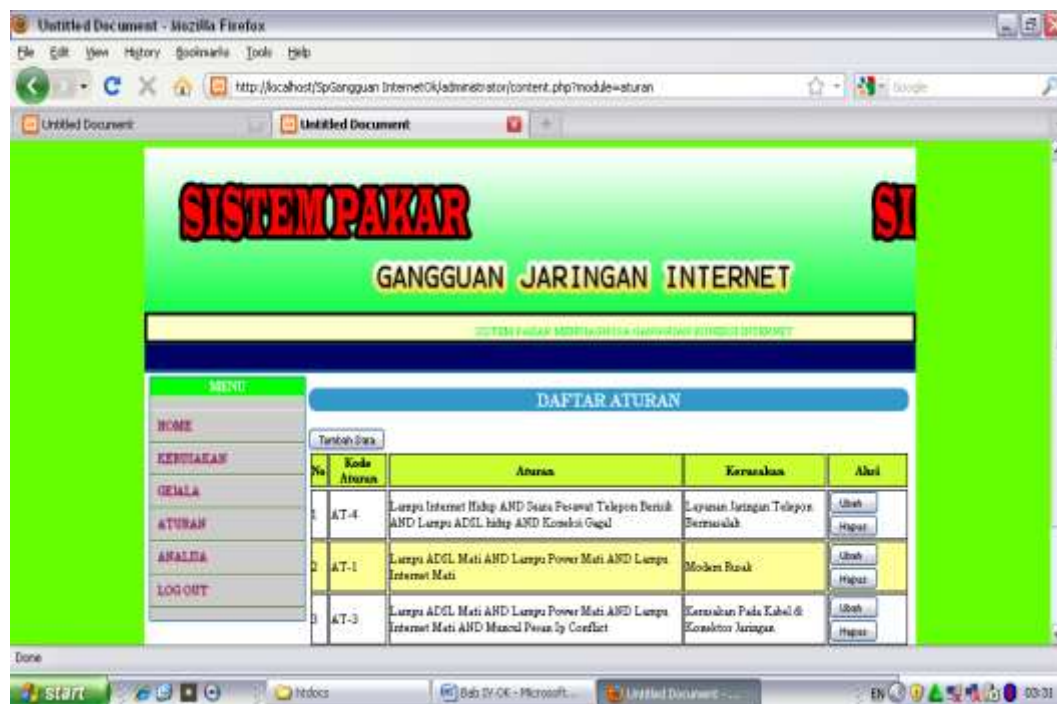 Untitled Document - Mozilla Firefox
File Edit View History Bookmarks Tools Help
http://localhost/SpGangguan InternetOk/administrator/content.php?module=aturan
Google
Untitled Document
Untitled Document
SISTEM PAKAR
SI
GANGGUAN JARINGAN INTERNET
SISTEM PAKAR
INTERNET
MENU
HOME
KERUSAKAN
GEJALA
ATURAN
ANALISA
LOG OUT
DAFTAR ATURAN
Tambah Data
No Kode Aturan Aturan Kerusakan Aksi
1 AT-4 Lampu Internet Hidup AND Suara Pesawat Telepon Berisik AND Lampu ADSL hidup AND Koneksi Gagal Layanan Jaringan Telepon Bermasalah Ubah Hapus
2 AT-1 Lampu ADSL Mati AND Lampu Power Mati AND Lampu Internet Mati Modem Rusak Ubah Hapus
3 AT-3 Lampu ADSL Mati AND Lampu Power Mati AND Lampu Internet Mati AND Muncul Pesan Ip Conflict Kerusakan Pada Kabel & Konektor Jaringan Ubah Hapus
Done
start
htdocs
Bab IV OK - Microsoft...
Untitled Document - ...
EN
03:31